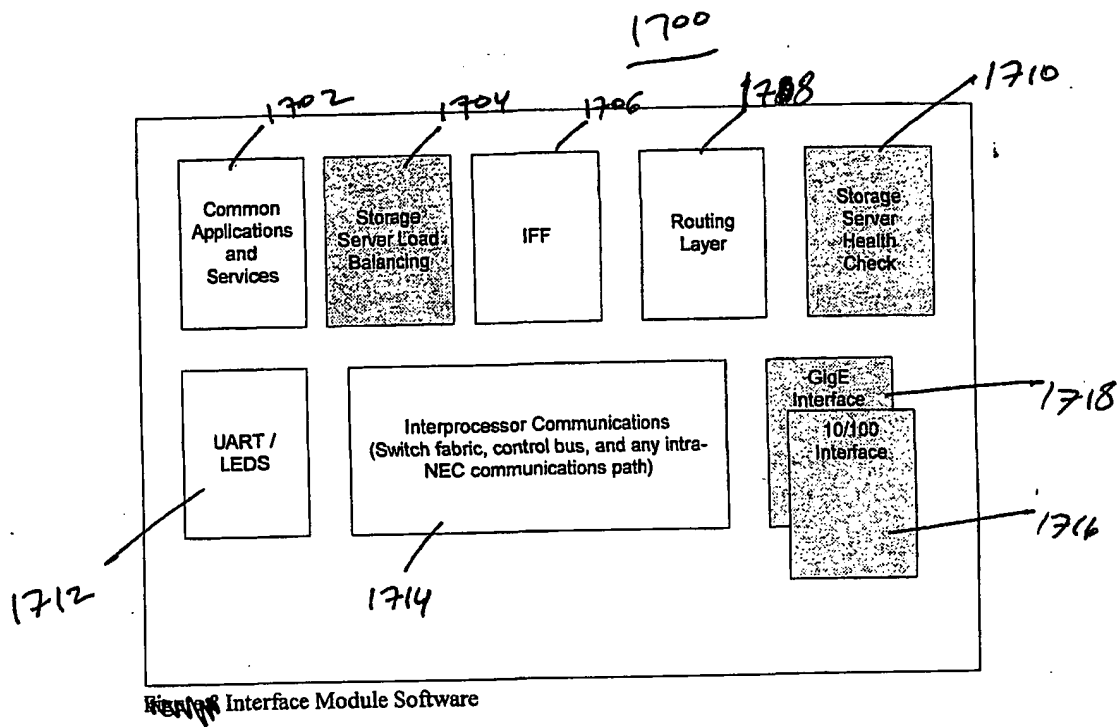 1700
1702
1704
1706
1708
1710
Common
Applications
and
Services
Storage
Server Load
Balancing
IFF
Routing
Layer
Storage
Server
Health
Check
UART /
LEDS
Interprocessor Communications
(Switch fabric, control bus, and any intra-
NEC communications path)
GigE
Interface
10/100
Interface
1718
1716
1712
1714
Interface Module Software